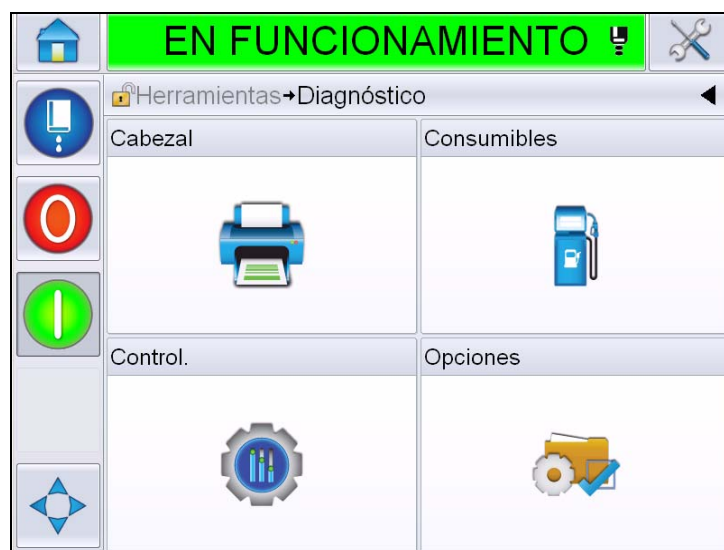 EN FUNCIONAMIENTO
Herramientas→Diagnóstico
Cabezal
Consumibles
Control.
Opciones